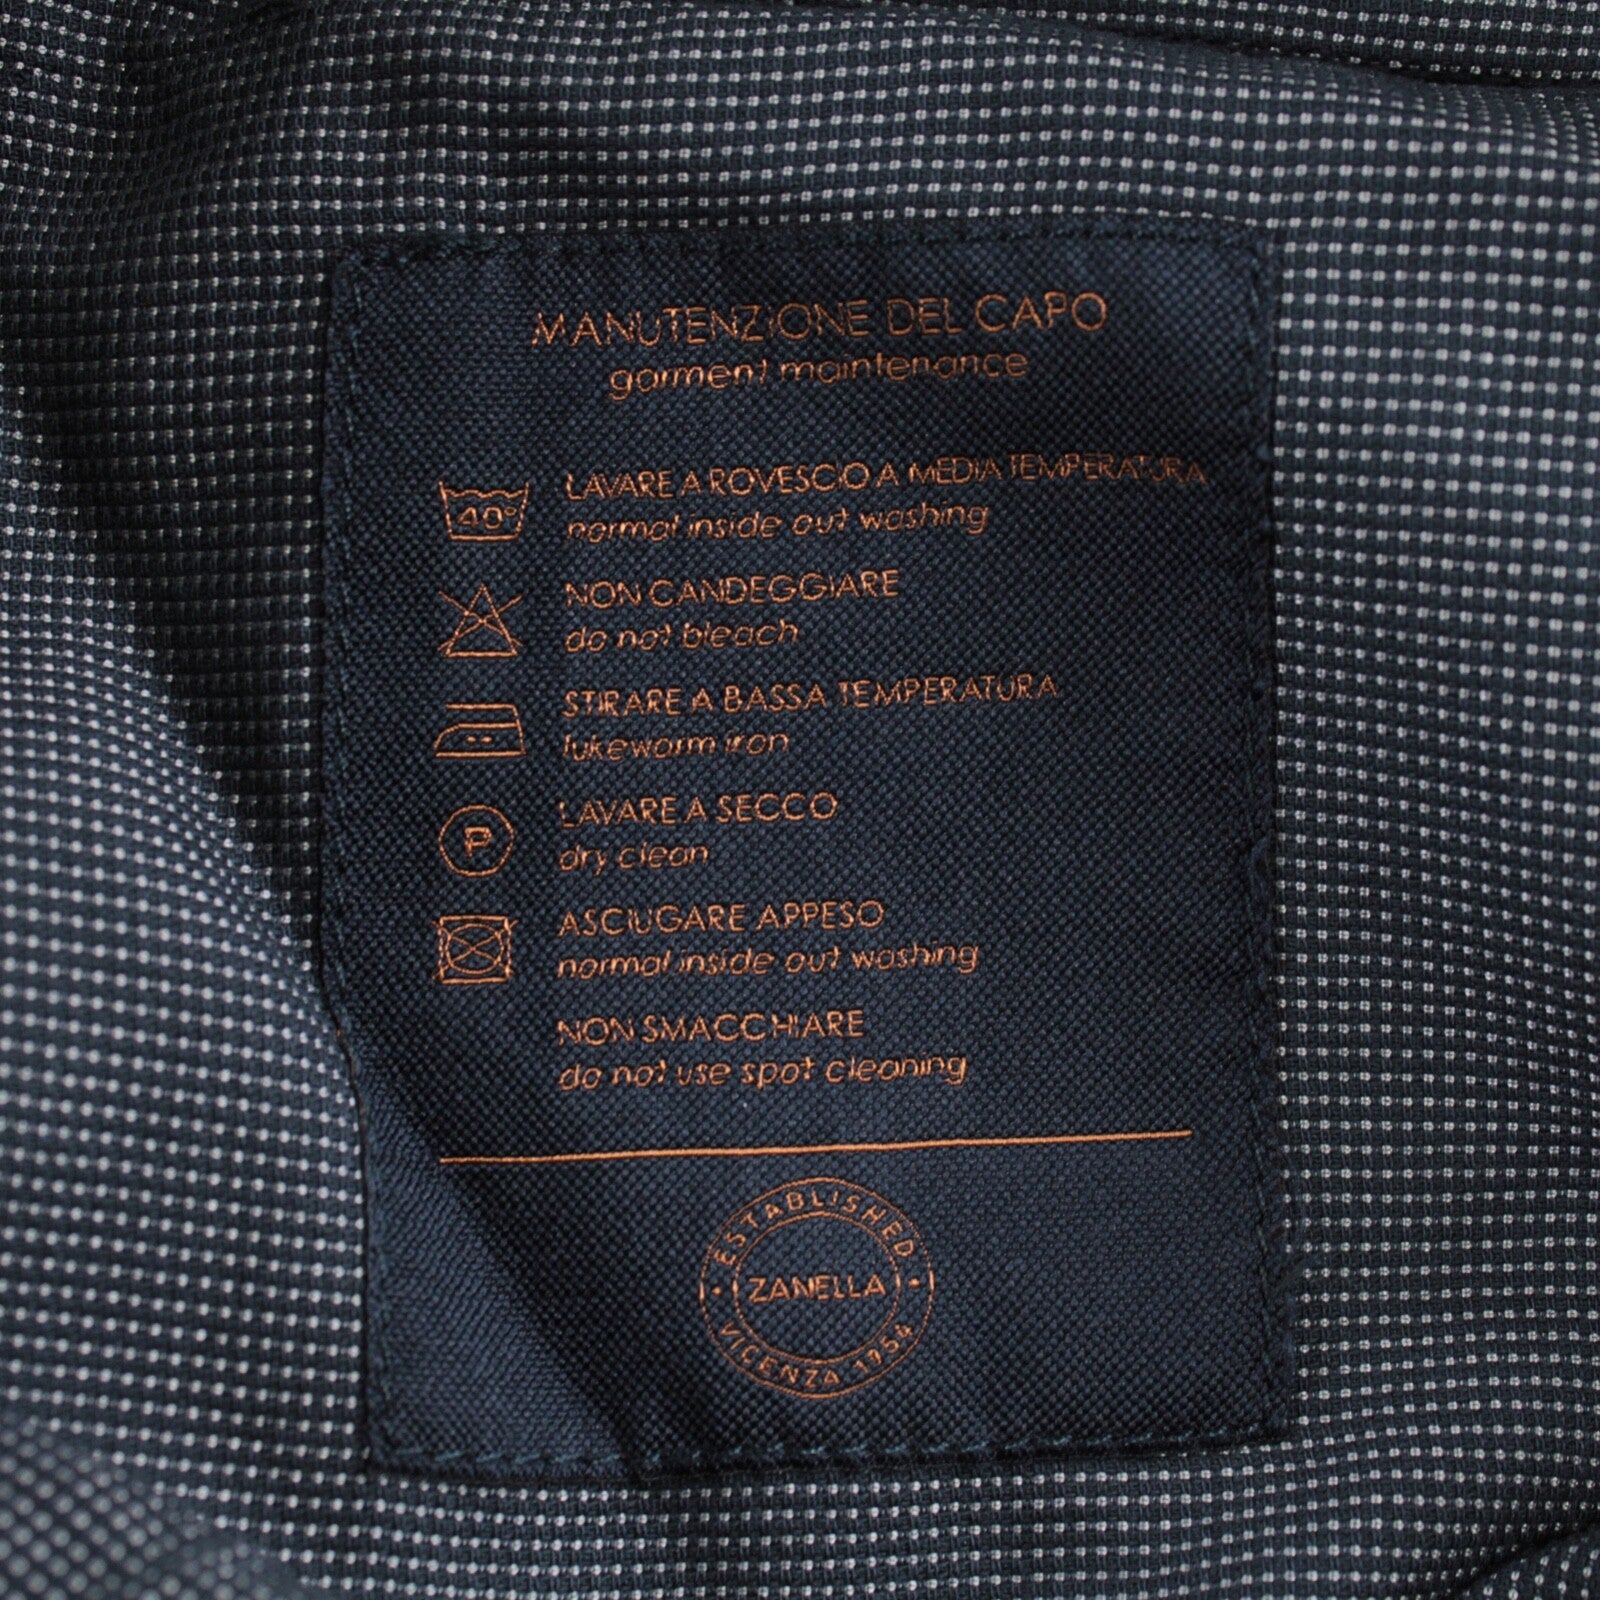 MANUTENZIONE DEL CAPO
garment maintenance
40°
LAVARE A ROVESCIO A MEDIA TEMPERATURA
normal inside out washing
NON CANDEGGIARE
do not bleach
STIRARE A BASSA TEMPERATURA
lukewarm iron
P
LAVARE A SECCO
dry clean
ASCIUGARE APPESO
normal inside out washing
NON SMACCHIARE
do not use spot cleaning
ESTABLISHED
ZANELLA
VICENZA 1954